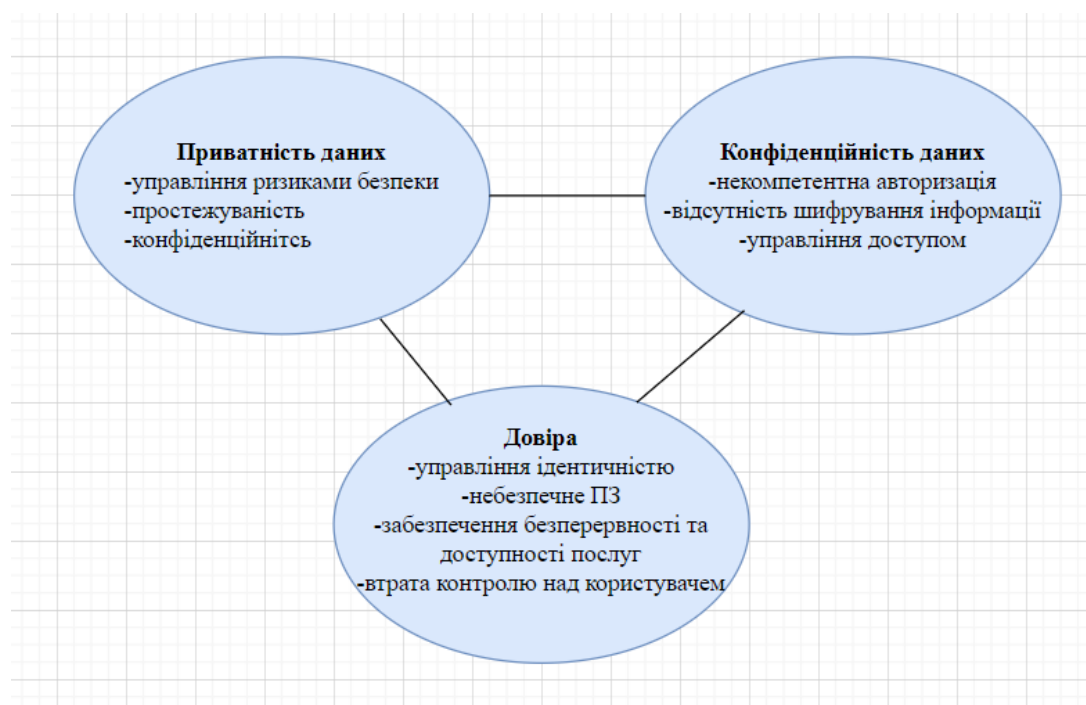 Приватність даних
-управління ризиками безпеки
-простежуваність
-конфіденційнітсь
Конфіденційність даних
-некомпетентна авторизація
-відсутність шифрування інформації
-управління доступом
Довіра
-управління ідентичністю
-небезпечне ПЗ
-забезпечення безперервності та
доступності послуг
-втрата контролю над користувачем